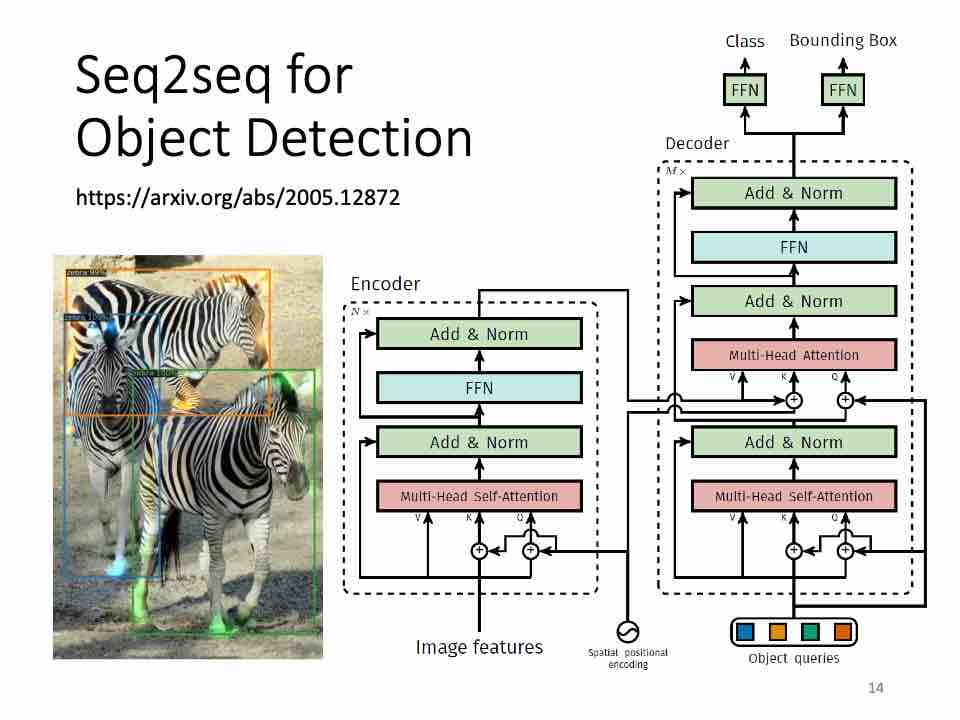 Seq2seq for
Object Detection
https://arxiv.org/abs/2005.12872
zebra 99%
zebra 100%
zebra 100%
Encoder
N×
Add & Norm
FFN
Add & Norm
Multi-Head Self-Attention
V K Q
+ +
Image features
Spatial positional
encoding
Class Bounding Box
FFN FFN
Decoder
M×
Add & Norm
FFN
Add & Norm
Multi-Head Attention
V K Q
+ +
Add & Norm
Multi-Head Self-Attention
V K Q
+ +
Object queries
14